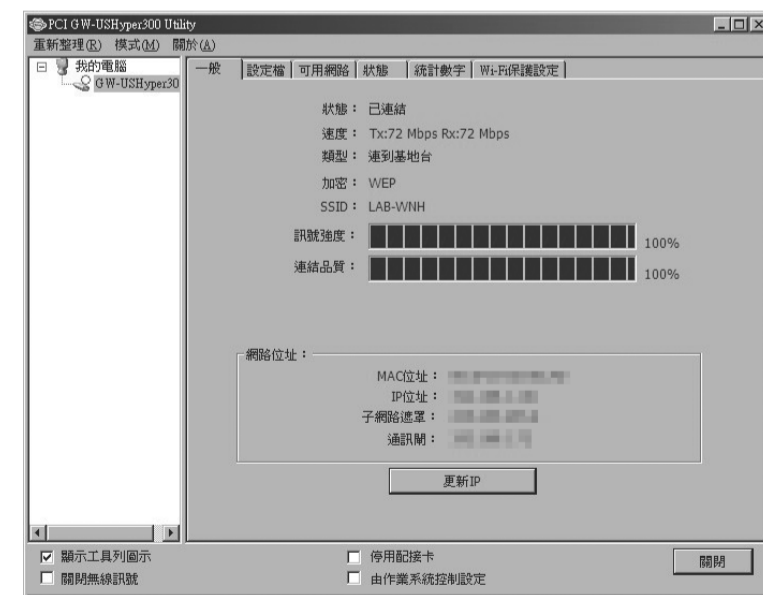 PCI GW-USHyper300 Utility
重新整理(R) 模式(M) 關於(A)
我的電腦
GW-USHyper30
一般 設定檔 可用網路 狀態 統計數字 Wi-Fi保護設定
狀態： 已連結
速度： Tx:72 Mbps Rx:72 Mbps
類型： 連到基地台
加密： WEP
SSID： LAB-WNH
訊號強度： 100%
連結品質： 100%
網路位址：
MAC位址：
IP位址：
子網路遮罩：
通訊閘：
更新IP
顯示工具列圖示 停用配接卡
關閉無線訊號 由作業系統控制設定
關閉